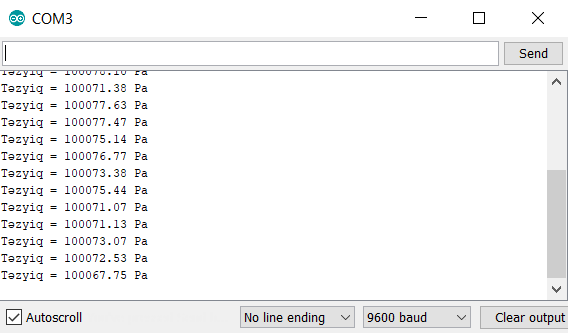 COM3
Send
Təzyiq = 100071.38 Pa
Təzyiq = 100077.63 Pa
Təzyiq = 100077.47 Pa
Təzyiq = 100075.14 Pa
Təzyiq = 100076.77 Pa
Təzyiq = 100073.38 Pa
Təzyiq = 100075.44 Pa
Təzyiq = 100071.07 Pa
Təzyiq = 100071.13 Pa
Təzyiq = 100073.07 Pa
Təzyiq = 100072.53 Pa
Təzyiq = 100067.75 Pa
Autoscroll No line ending 9600 baud Clear output